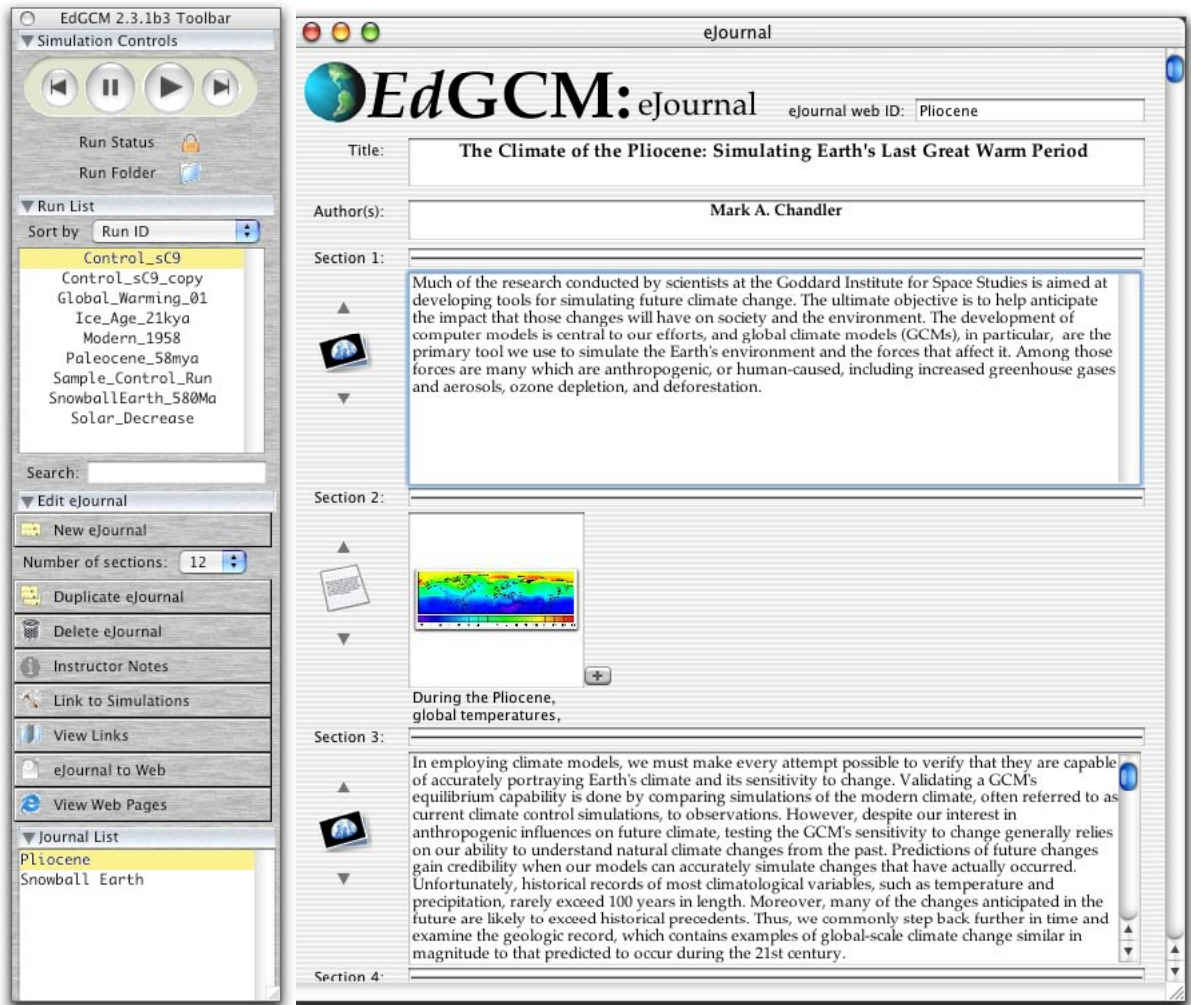 EdGCM 2.3.1b3 Toolbar
Simulation Controls
Run Status
Run Folder
Run List
Sort by Run ID
Control_sC9
Control_sC9_copy
Global_Warming_01
Ice_Age_21kya
Modern_1958
Paleocene_58mya
Sample_Control_Run
SnowballEarth_580Ma
Solar_Decrease
Search:
Edit eJournal
New eJournal
Number of sections: 12
Duplicate eJournal
Delete eJournal
Instructor Notes
Link to Simulations
View Links
eJournal to Web
View Web Pages
Journal List
Pliocene
Snowball Earth
eJournal
EdGCM: eJournal eJournal web ID: Pliocene
Title: The Climate of the Pliocene: Simulating Earth's Last Great Warm Period
Author(s): Mark A. Chandler
Section 1:
Much of the research conducted by scientists at the Goddard Institute for Space Studies is aimed at
developing tools for simulating future climate change. The ultimate objective is to help anticipate
the impact that those changes will have on society and the environment. The development of
computer models is central to our efforts, and global climate models (GCMs), in particular, are the
primary tool we use to simulate the Earth's environment and the forces that affect it. Among those
forces are many which are anthropogenic, or human-caused, including increased greenhouse gases
and aerosols, ozone depletion, and deforestation.
Section 2:
During the Pliocene,
global temperatures,
Section 3:
In employing climate models, we must make every attempt possible to verify that they are capable
of accurately portraying Earth's climate and its sensitivity to change. Validating a GCM's
equilibrium capability is done by comparing simulations of the modern climate, often referred to as
current climate control simulations, to observations. However, despite our interest in
anthropogenic influences on future climate, testing the GCM's sensitivity to change generally relies
on our ability to understand natural climate changes from the past. Predictions of future changes
gain credibility when our models can accurately simulate changes that have actually occurred.
Unfortunately, historical records of most climatological variables, such as temperature and
precipitation, rarely exceed 100 years in length. Moreover, many of the changes anticipated in the
future are likely to exceed historical precedents. Thus, we commonly step back further in time and
examine the geologic record, which contains examples of global-scale climate change similar in
magnitude to that predicted to occur during the 21st century.
Section 4: